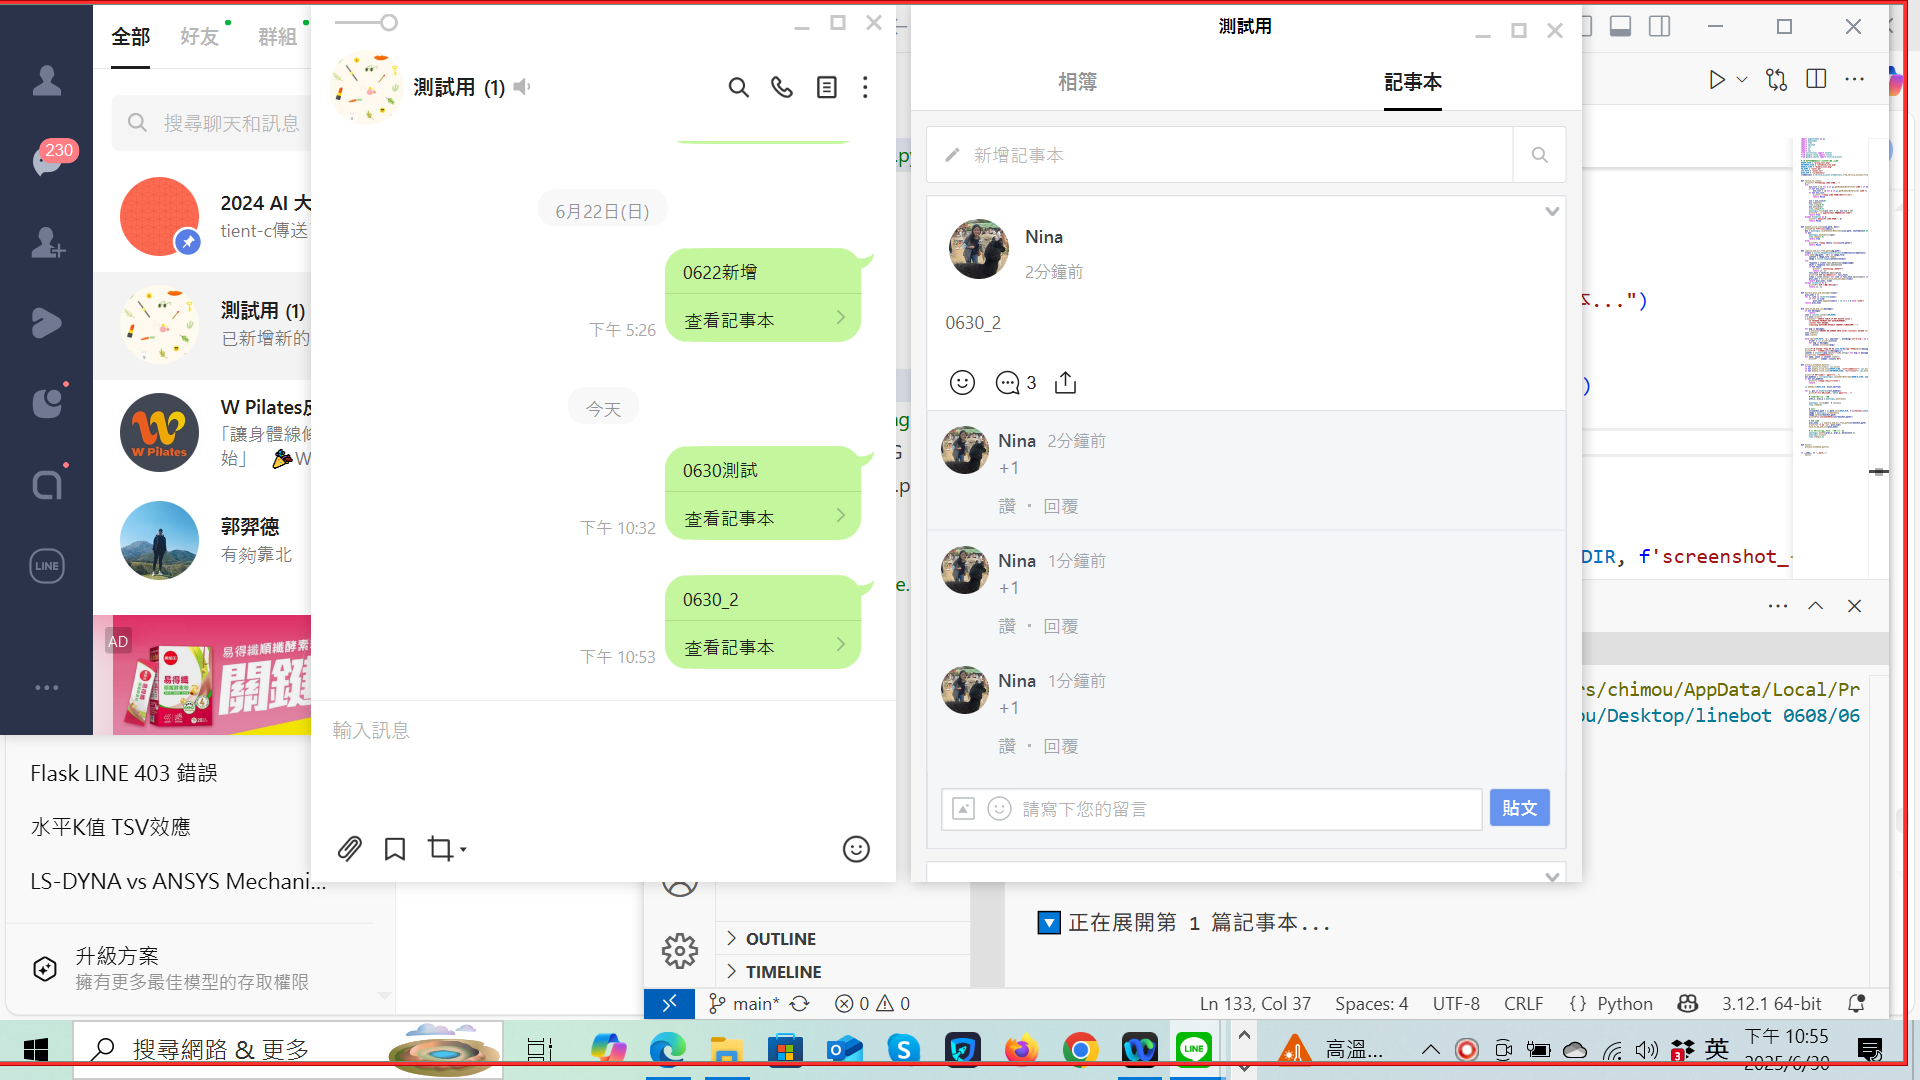 全部
好友
群組
搜尋聊天和訊息
230
2024 AI 大
tient-c傳送
測試用 (1)
已新增新的
W Pilates
「讓身體線
始」
W Pilates
郭羿德
有夠靠北
LINE
AD
易得纖順纖酵素
易得纖
關鍵
Flask LINE 403 錯誤
水平K值 TSV效應
LS-DYNA vs ANSYS Mechani...
升級方案
擁有更多最佳模型的存取權限
測試用 (1)
6月22日(日)
0622新增
查看記事本
下午 5:26
今天
0630測試
查看記事本
下午 10:32
0630_2
查看記事本
下午 10:53
輸入訊息
測試用
相簿
記事本
新增記事本
Nina
2分鐘前
0630_2
3
Nina 2分鐘前
+1
讚 · 回覆
Nina 1分鐘前
+1
讚 · 回覆
Nina 1分鐘前
+1
讚 · 回覆
請寫下您的留言
貼文
本...")
)
DIR, f'screenshot_
rs/chimou/AppData/Local/Pr
ou/Desktop/linebot 0608/06
正在展開第 1 篇記事本...
OUTLINE
TIMELINE
main*
0
0
Ln 133, Col 37
Spaces: 4
UTF-8
CRLF
{ } Python
3.12.1 64-bit
搜尋網路 & 更多
LINE
高溫...
3
英
下午 10:55
2025/6/30